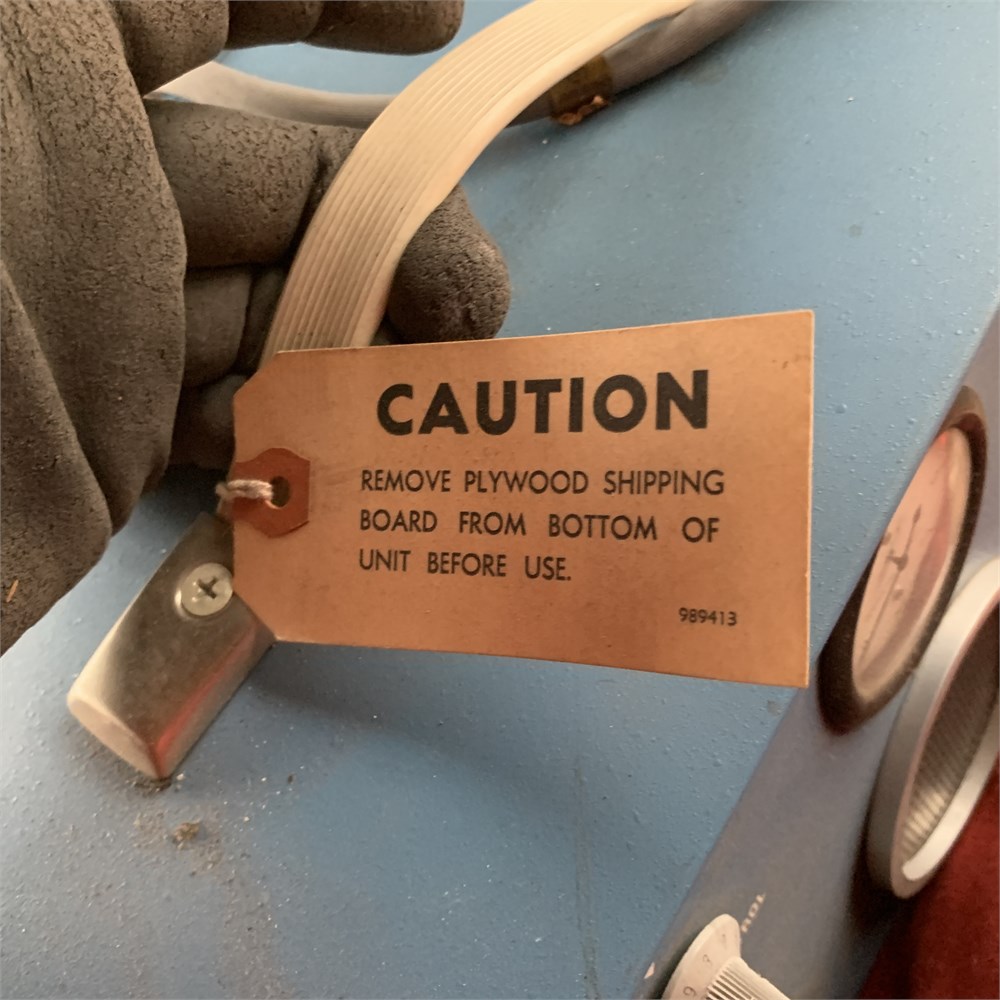 CAUTION
REMOVE PLYWOOD SHIPPING
BOARD FROM BOTTOM OF
UNIT BEFORE USE.
989413